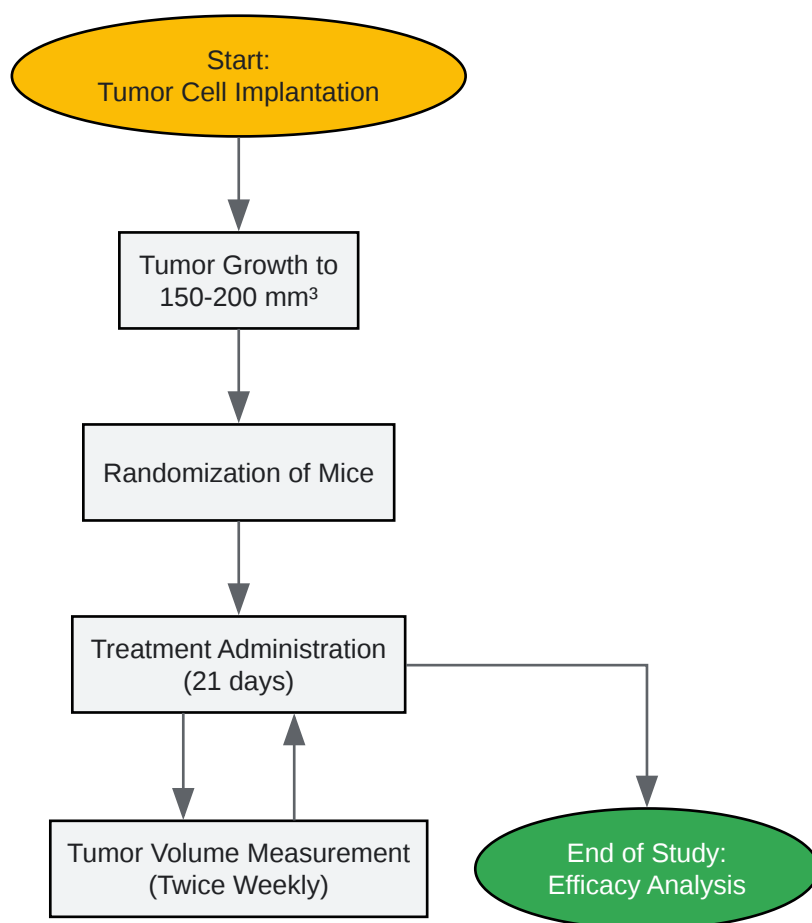 Start:
Tumor Cell Implantation
Tumor Growth to
150-200 mm³
Randomization of Mice
Treatment Administration
(21 days)
Tumor Volume Measurement
(Twice Weekly)
End of Study:
Efficacy Analysis